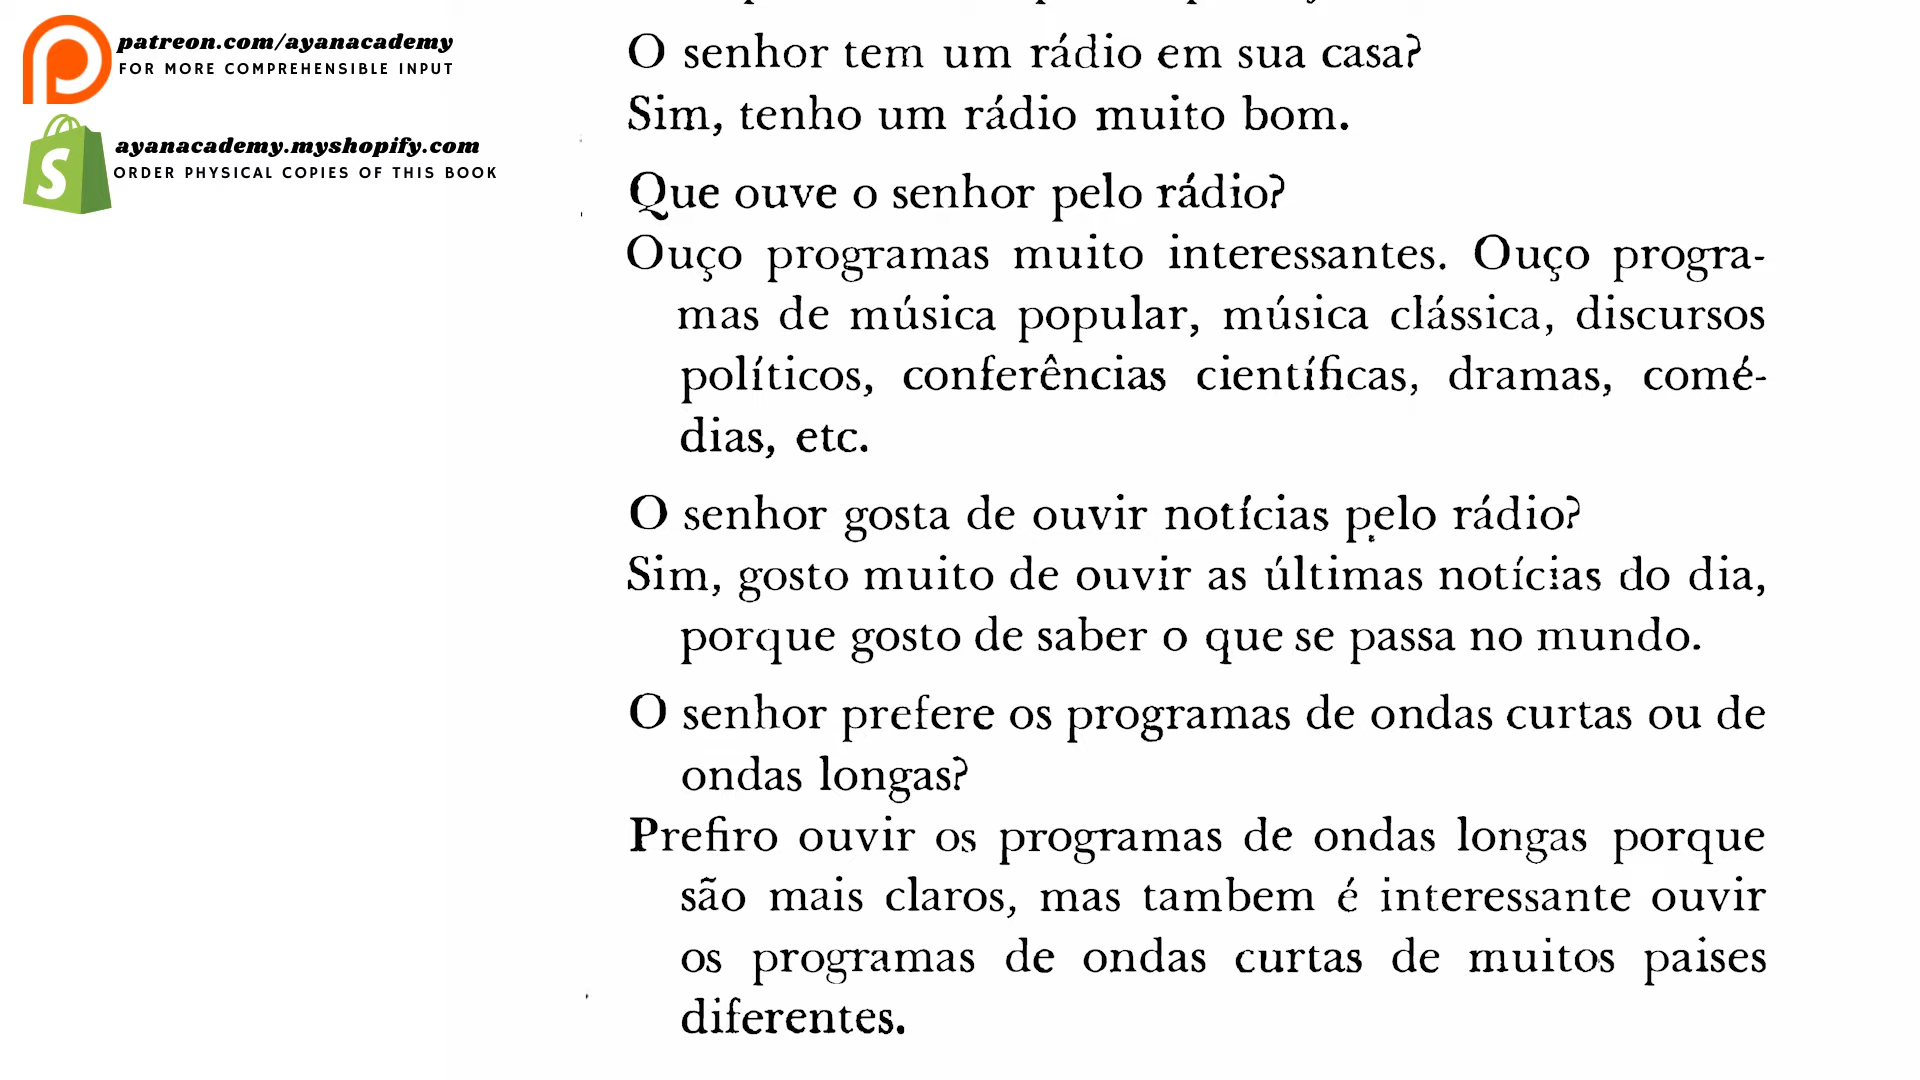 patreon.com/ayanacademy
FOR MORE COMPREHENSIBLE INPUT
ayanacademy.myshopify.com
ORDER PHYSICAL COPIES OF THIS BOOK
O senhor tem um rádio em sua casa?
Sim, tenho um rádio muito bom.
Que ouve o senhor pelo rádio?
Ouço programas muito interessantes. Ouço progra-
mas de música popular, música clássica, discursos
políticos, conferências científicas, dramas, comé-
dias, etc.
O senhor gosta de ouvir notícias pelo rádio?
Sim, gosto muito de ouvir as últimas notícias do dia,
porque gosto de saber o que se passa no mundo.
O senhor prefere os programas de ondas curtas ou de
ondas longas?
Prefiro ouvir os programas de ondas longas porque
são mais claros, mas tambem é interessante ouvir
os programas de ondas curtas de muitos paises
diferentes.